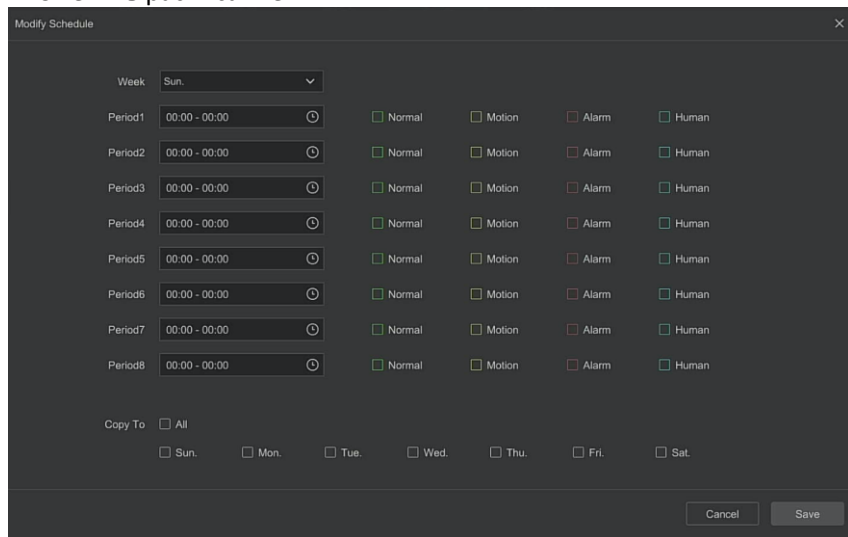 Modify Schedule
Week Sun.
Period1 00:00 - 00:00 Normal Motion Alarm Human
Period2 00:00 - 00:00 Normal Motion Alarm Human
Period3 00:00 - 00:00 Normal Motion Alarm Human
Period4 00:00 - 00:00 Normal Motion Alarm Human
Period5 00:00 - 00:00 Normal Motion Alarm Human
Period6 00:00 - 00:00 Normal Motion Alarm Human
Period7 00:00 - 00:00 Normal Motion Alarm Human
Period8 00:00 - 00:00 Normal Motion Alarm Human
Copy To All
Sun. Mon. Tue. Wed. Thu. Fri. Sat.
Cancel Save